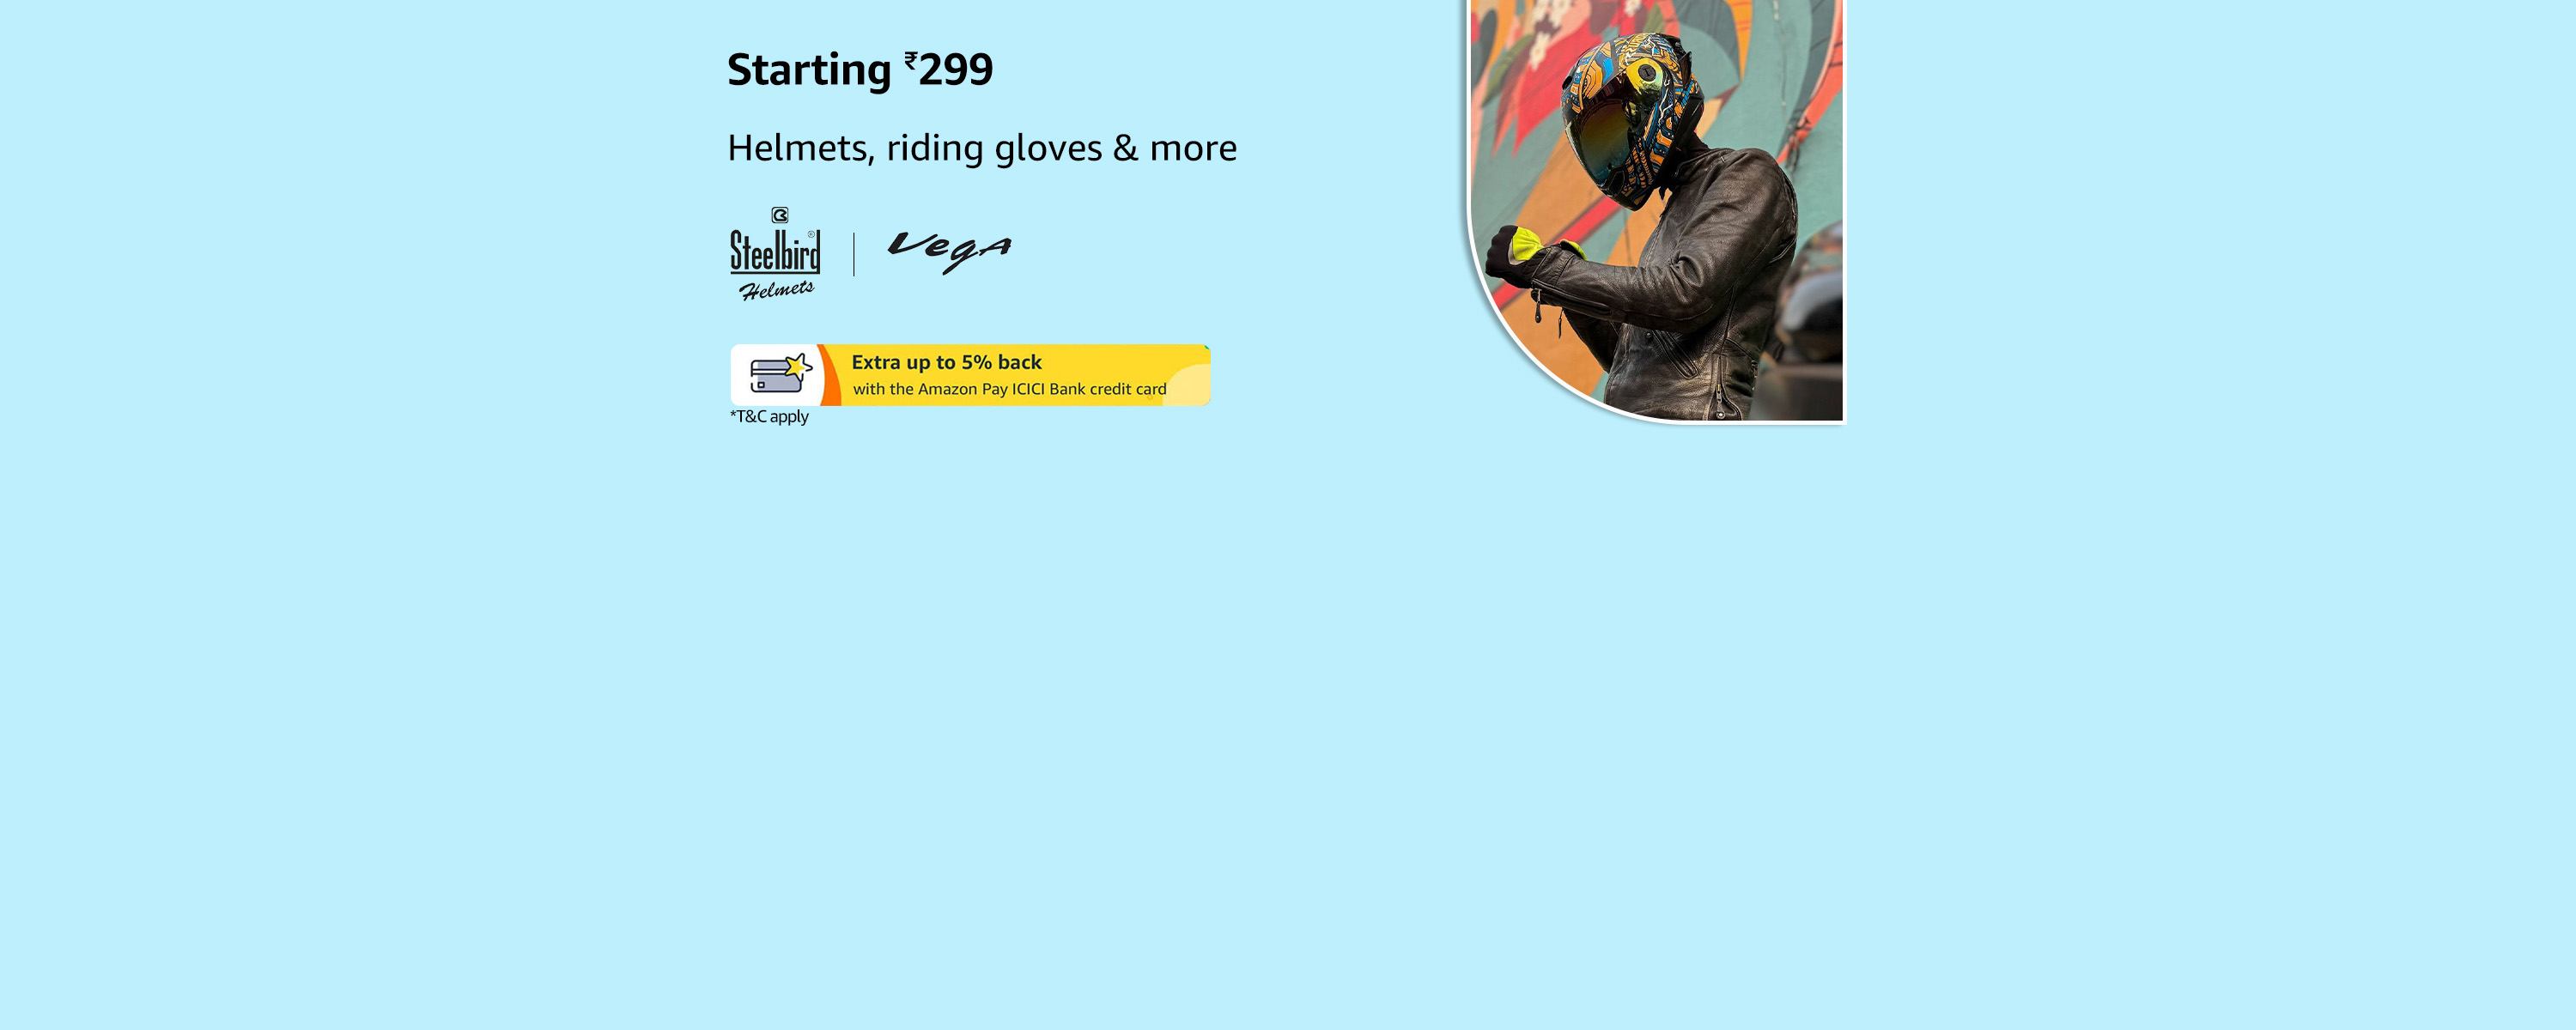 Starting ₹299
Helmets, riding gloves & more
Steelbird®
Helmets
Vega
Extra up to 5% back
with the Amazon Pay ICICI Bank credit card
*T&C apply